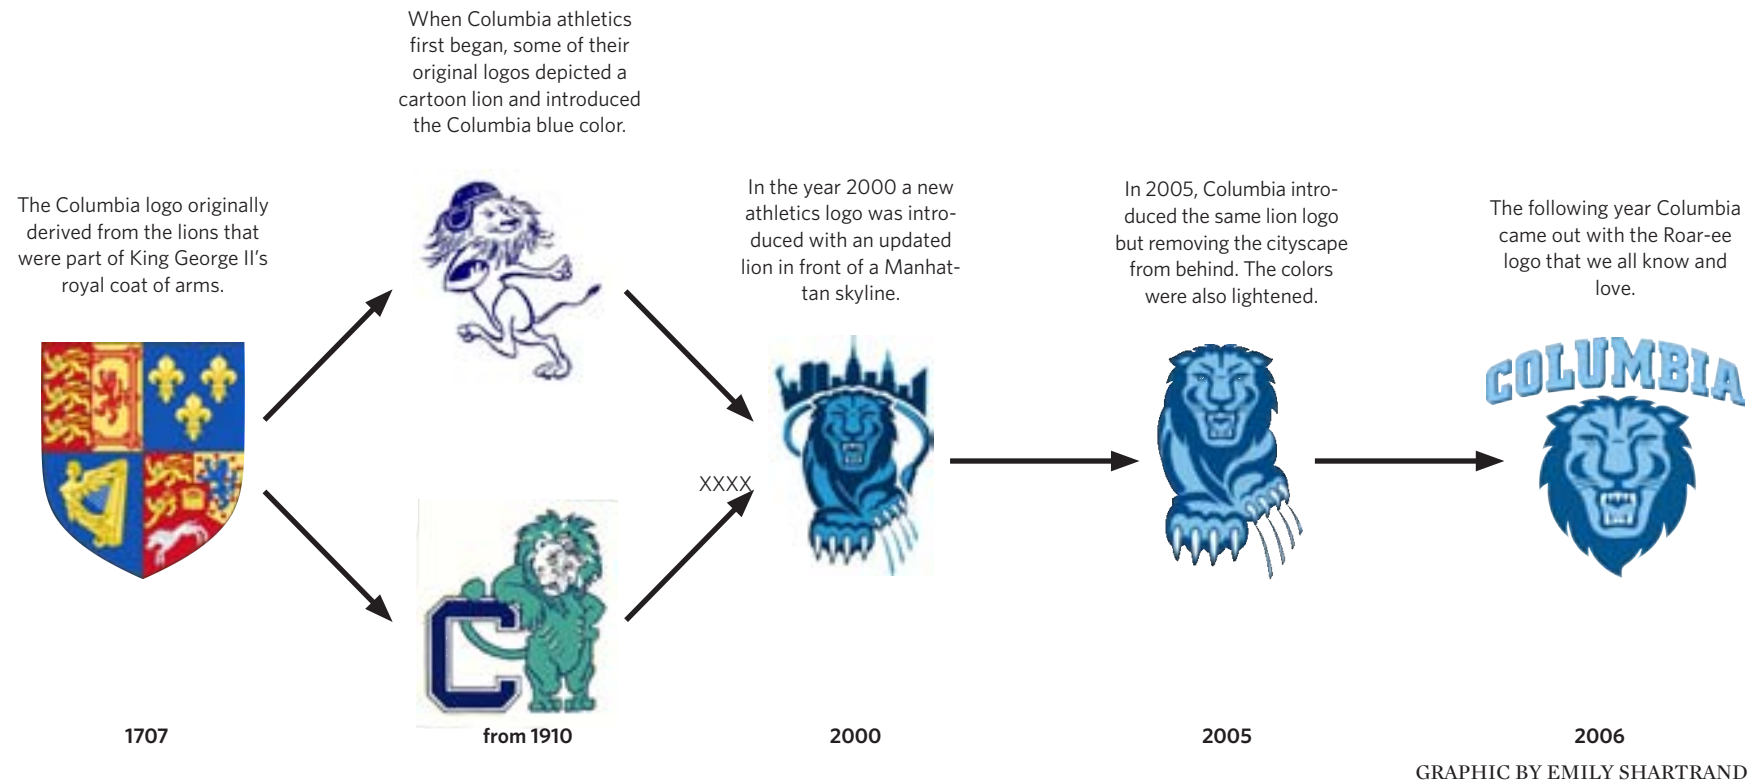 The Columbia logo originally
derived from the lions that
were part of King George II's
royal coat of arms.
When Columbia athletics
first began, some of their
original logos depicted a
cartoon lion and introduced
the Columbia blue color.
In the year 2000 a new
athletics logo was intro-
duced with an updated
lion in front of a Manhat-
tan skyline.
In 2005, Columbia intro-
duced the same lion logo
but removing the cityscape
from behind. The colors
were also lightened.
The following year Columbia
came out with the Roar-ee
logo that we all know and
love.
COLUMBIA
XXXX
C
1707
from 1910
2000
2005
2006
GRAPHIC BY EMILY SHARTRAND